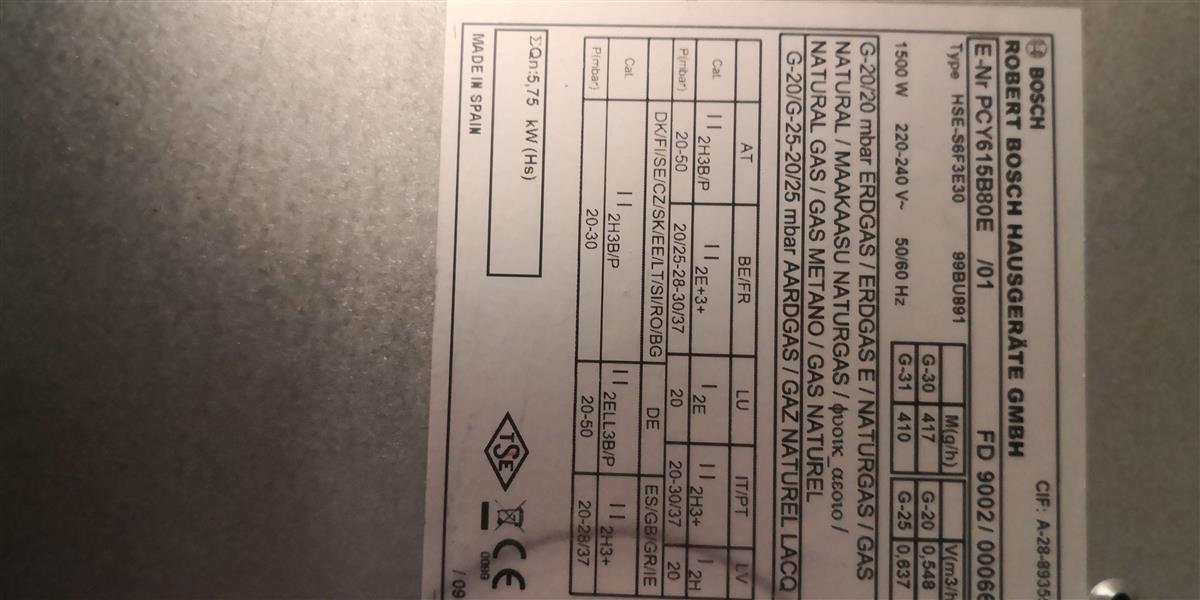 BOSCH
CIF: A-28-8935
ROBERT BOSCH HAUSGERÄTE GMBH
E-Nr PCY615B80E /01 FD 9002 / 00066
Type HSE-S6F3E30 99BU891
1500 W 220-240 V~ 50/60 Hz
M(g/h) V(m3/h
G-30 417 G-20 0,548
G-31 410 G-25 0,637
G-20/20 mbar ERDGAS / ERDGAS E / NATURGAS / GAS
NATURAL / MAAKAASU NATURGAS / φυσικ_αεσιο /
NATURAL GAS / GAS METANO / GAS NATUREL
G-20/G-25-20/25 mbar AARDGAS / GAZ NATUREL LACQ
AT BE/FR LU IT/PT LV
Cat. II 2H3B/P II 2E+3+ I 2E II 2H3+ I 2H
P(mbar) 20-50 20/25-28-30/37 20 20-30/37 20
DK/FI/SE/CZ/SK/EE/LT/SI/RO/BG DE ES/GB/GR/IE
Cat. II 2H3B/P II 2ELL3B/P II 2H3+
P(mbar) 20-30 20-50 20-28/37
ΣQn:5,75 kW (Hs)
TSE
CE
0099
MADE IN SPAIN
/ 09